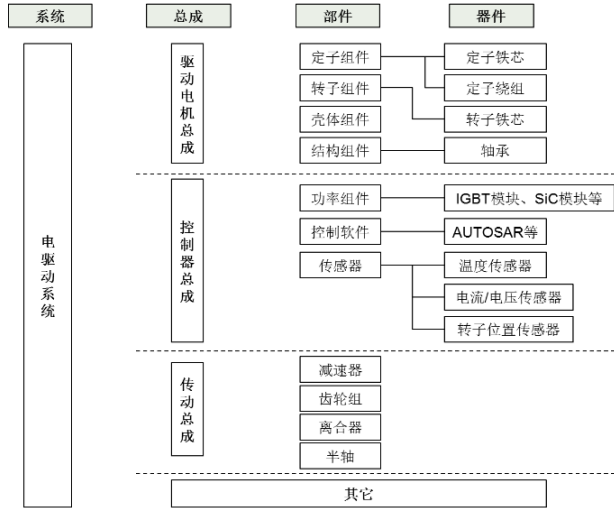 系统
总成
部件
器件
电驱动系统
驱动电机总成
定子组件
定子铁芯
转子组件
定子绕组
壳体组件
转子铁芯
结构组件
轴承
控制器总成
功率组件
IGBT模块、SiC模块等
控制软件
AUTOSAR等
传感器
温度传感器
电流/电压传感器
转子位置传感器
传动总成
减速器
齿轮组
离合器
半轴
其它